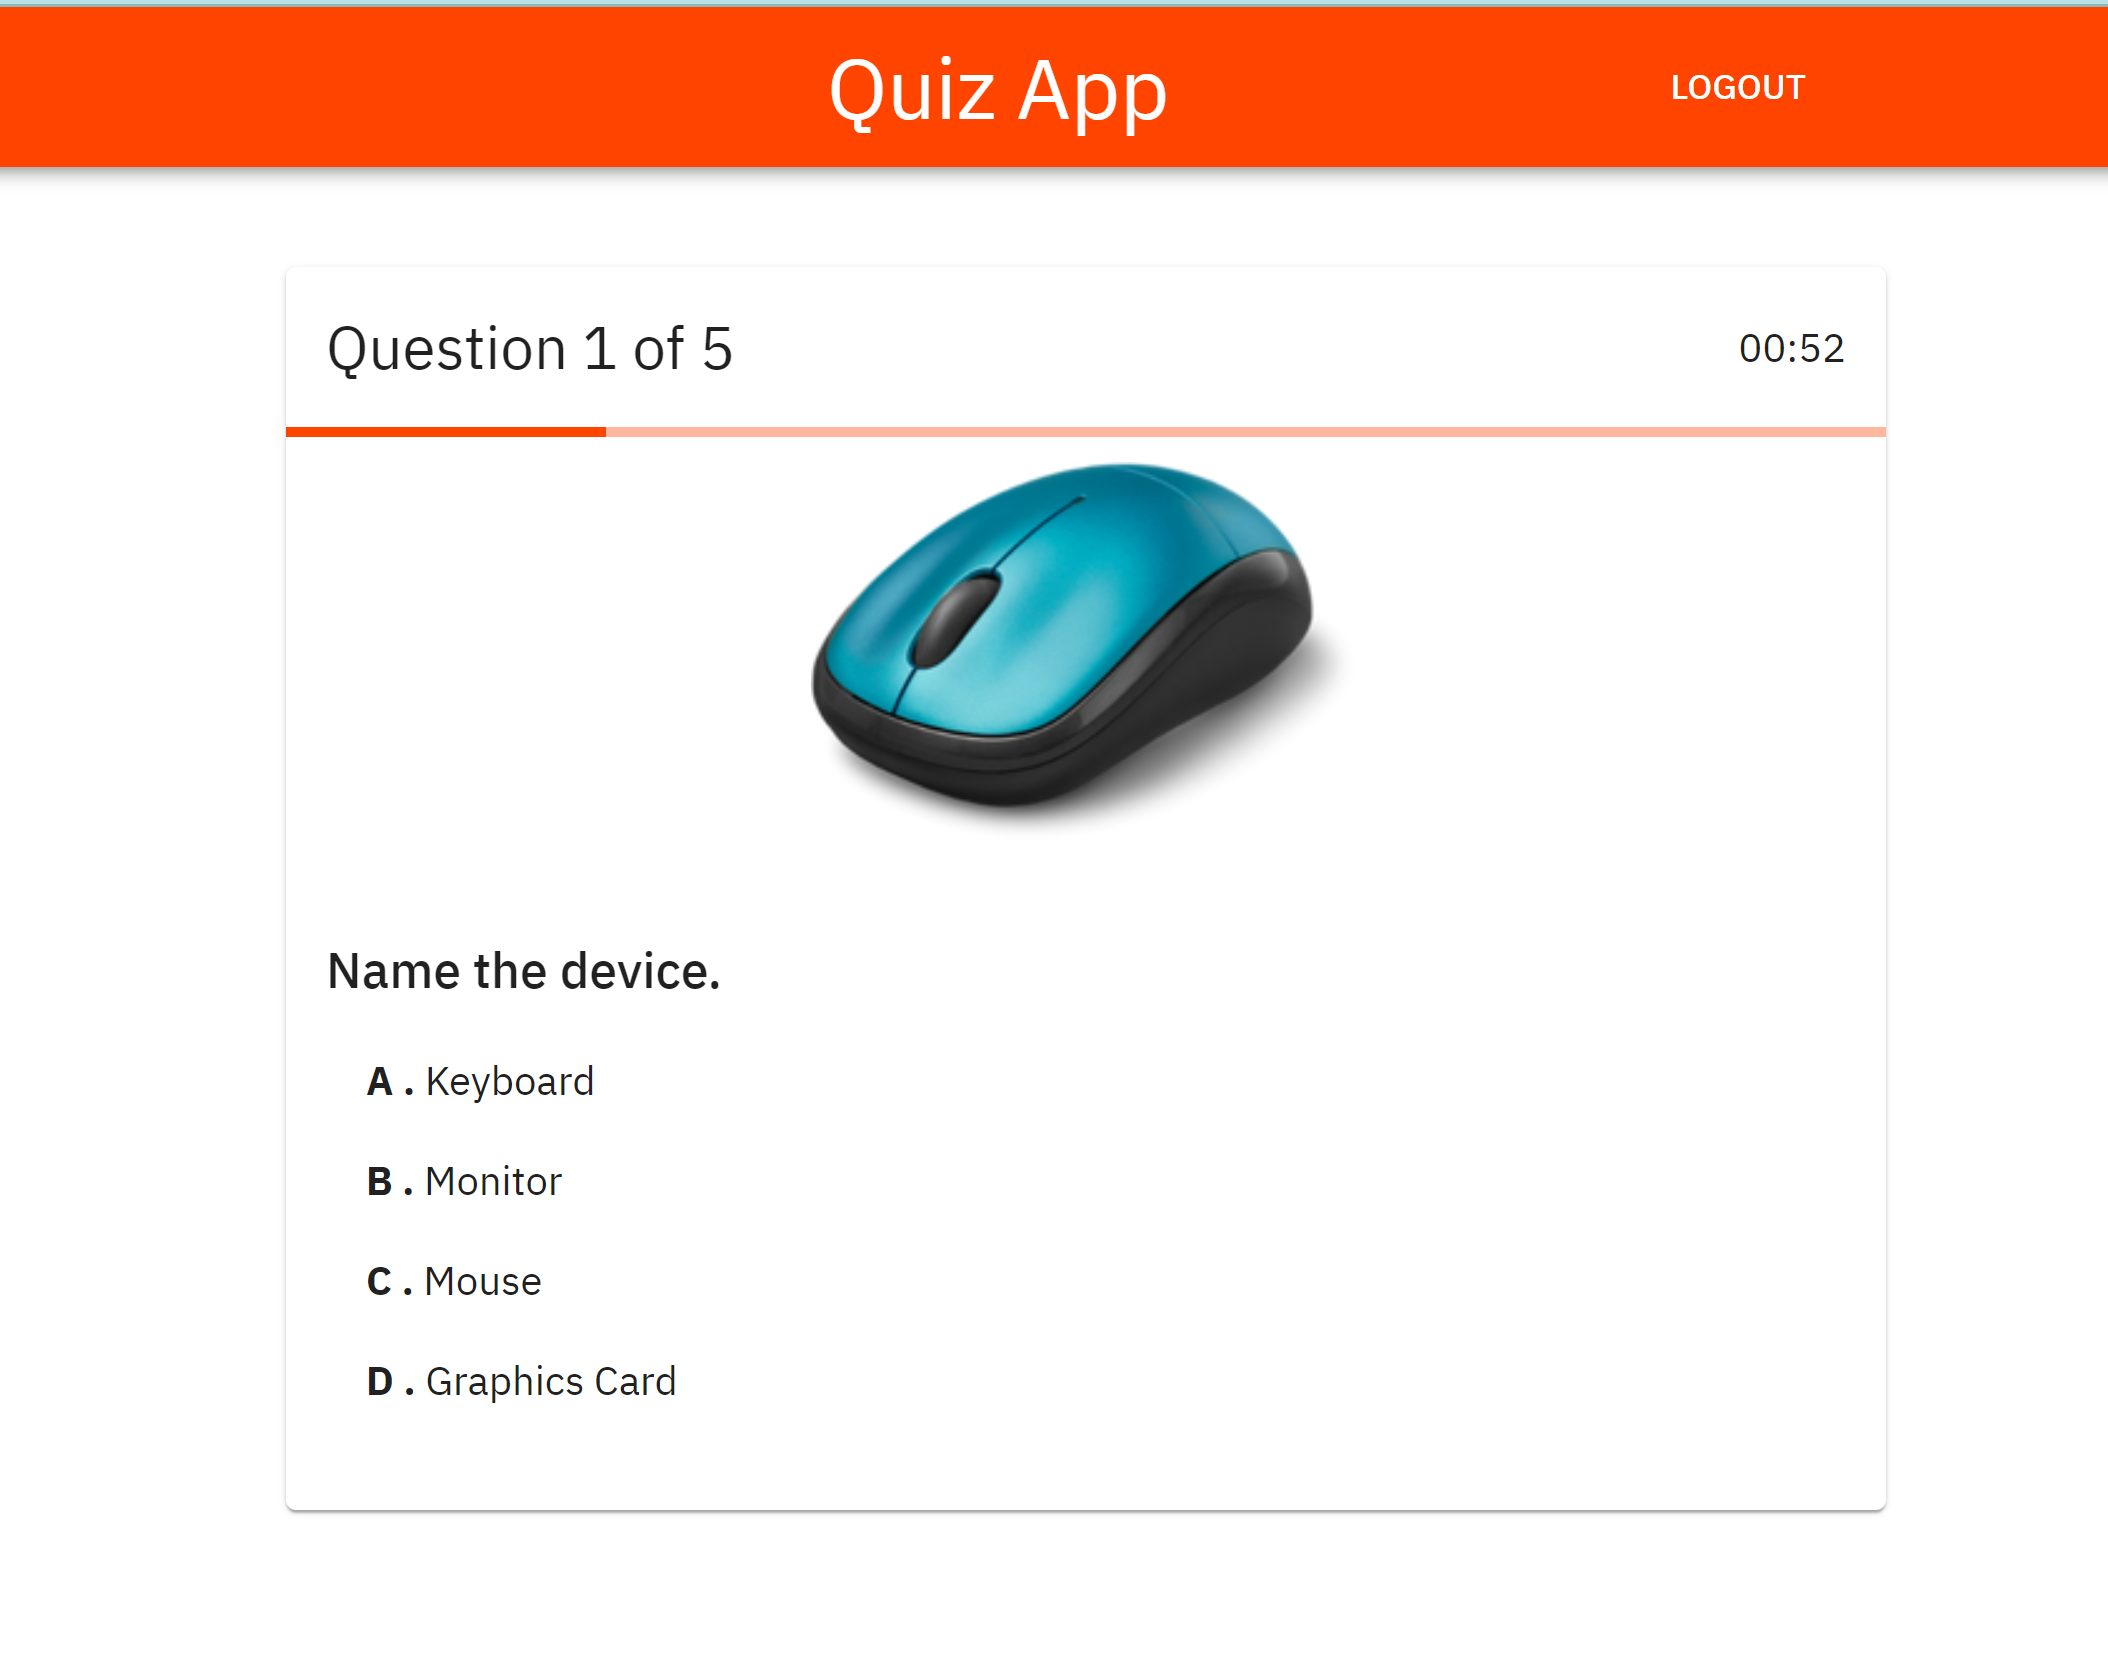 Quiz App
LOGOUT
Question 1 of 5
00:52
Name the device.
A . Keyboard
B . Monitor
C . Mouse
D . Graphics Card